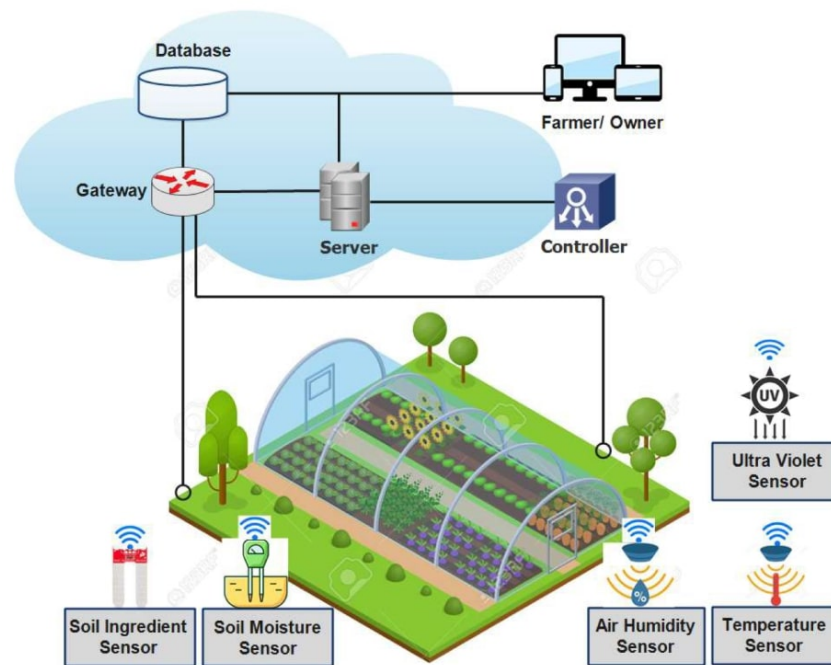 Database
Farmer/ Owner
Gateway
Server
Controller
UV
Ultra Violet
Sensor
%
Soil Ingredient
Sensor
Soil Moisture
Sensor
Air Humidity
Sensor
Temperature
Sensor